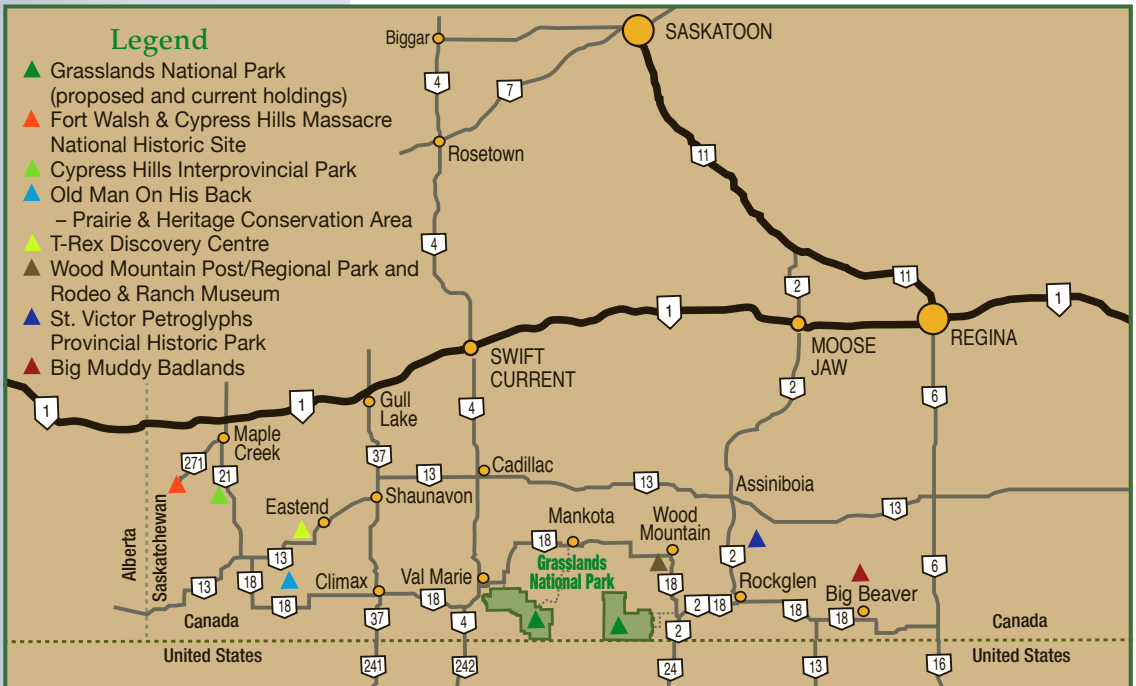 Legend
Grasslands National Park
(proposed and current holdings)
Fort Walsh & Cypress Hills Massacre
National Historic Site
Cypress Hills Interprovincial Park
Old Man On His Back
– Prairie & Heritage Conservation Area
T-Rex Discovery Centre
Wood Mountain Post/Regional Park and
Rodeo & Ranch Museum
St. Victor Petroglyphs
Provincial Historic Park
Big Muddy Badlands
Biggar
SASKATOON
4
7
Rosetown
11
4
2
11
1
1
MOOSE
JAW
REGINA
SWIFT
CURRENT
2
6
1
1
Gull
Lake
4
Maple
Creek
271
21
37
13
Cadillac
13
Assiniboia
13
Shaunavon
Eastend
Mankota
Wood
Mountain
18
Grasslands
National Park
2
6
13
Alberta
Saskatchewan
13
18
18
Climax
Val Marie
18
18
2
18
Rockglen
18
Big Beaver
18
Canada
37
4
2
Canada
United States
241
242
24
13
16
United States